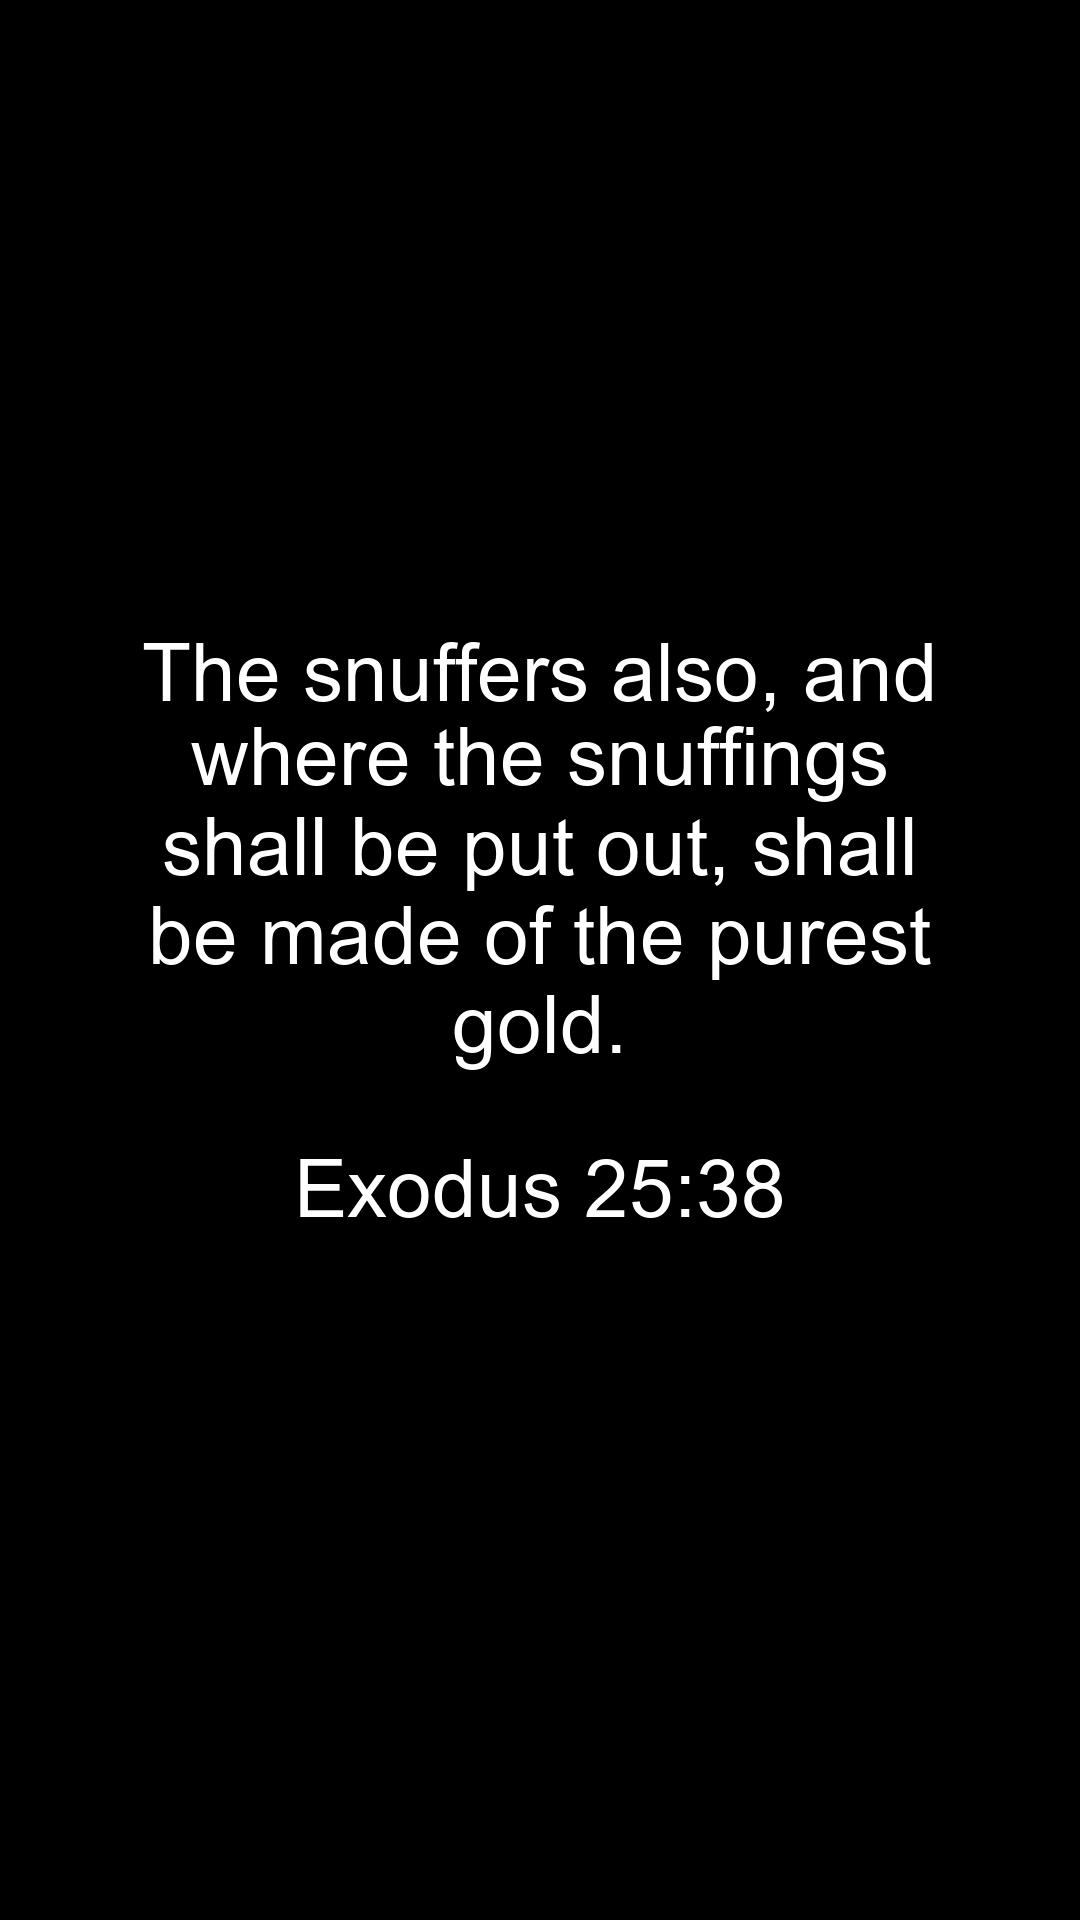 The snuffers also, and
where the snuffings
shall be put out, shall
be made of the purest
gold.
Exodus 25:38